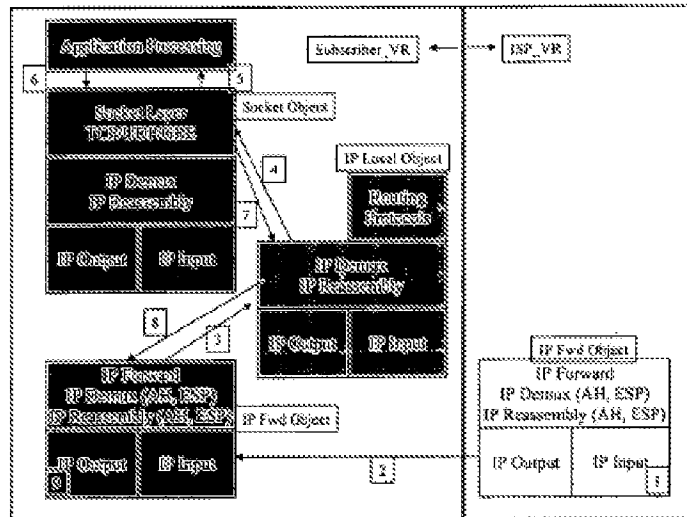 Application Processing
Subscriber_VR
ISP_VR
6
5
Socket Layer
Socket Object
4
IP Local Object
IP Demux
IP Reassembly
Routing
Protocols
7
IP Output
IP Input
IP Demux
IP Reassembly
8
3
IP Output
IP Input
IP Fwd Object
IP Forward
IP Demux (AH, ESP)
IP Reassembly (AH, ESP)
IP Fwd Object
IP Forward
IP Demux (AH, ESP)
IP Reassembly (AH, ESP)
IP Output
IP Input
9
2
IP Output
IP Input
1